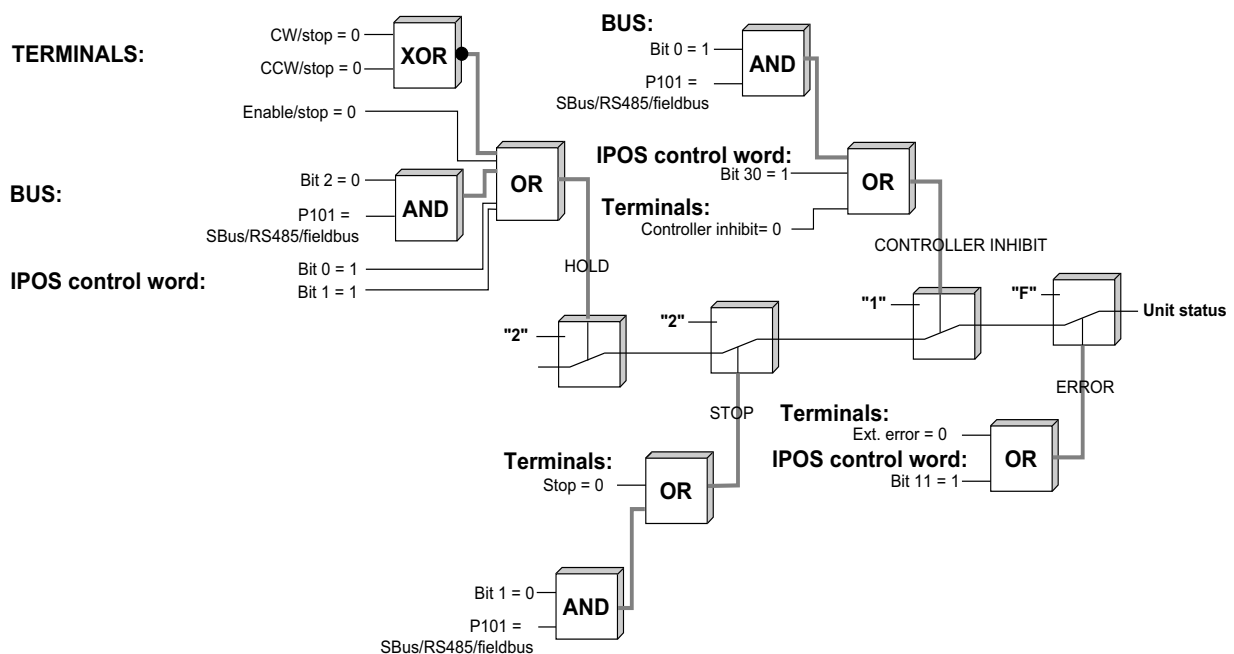 TERMINALS:
CW/stop = 0
CCW/stop = 0
XOR
Enable/stop = 0
BUS:
Bit 2 = 0
P101 =
SBus/RS485/fieldbus
AND
OR
IPOS control word:
Bit 0 = 1
Bit 1 = 1
HOLD
"2"
BUS:
Bit 0 = 1
P101 =
SBus/RS485/fieldbus
AND
IPOS control word:
Bit 30 = 1
Terminals:
Controller inhibit= 0
OR
CONTROLLER INHIBIT
"2"
"1"
"F"
Unit status
STOP
ERROR
Terminals:
Stop = 0
OR
Bit 1 = 0
P101 =
SBus/RS485/fieldbus
AND
Terminals:
Ext. error = 0
IPOS control word:
Bit 11 = 1
OR